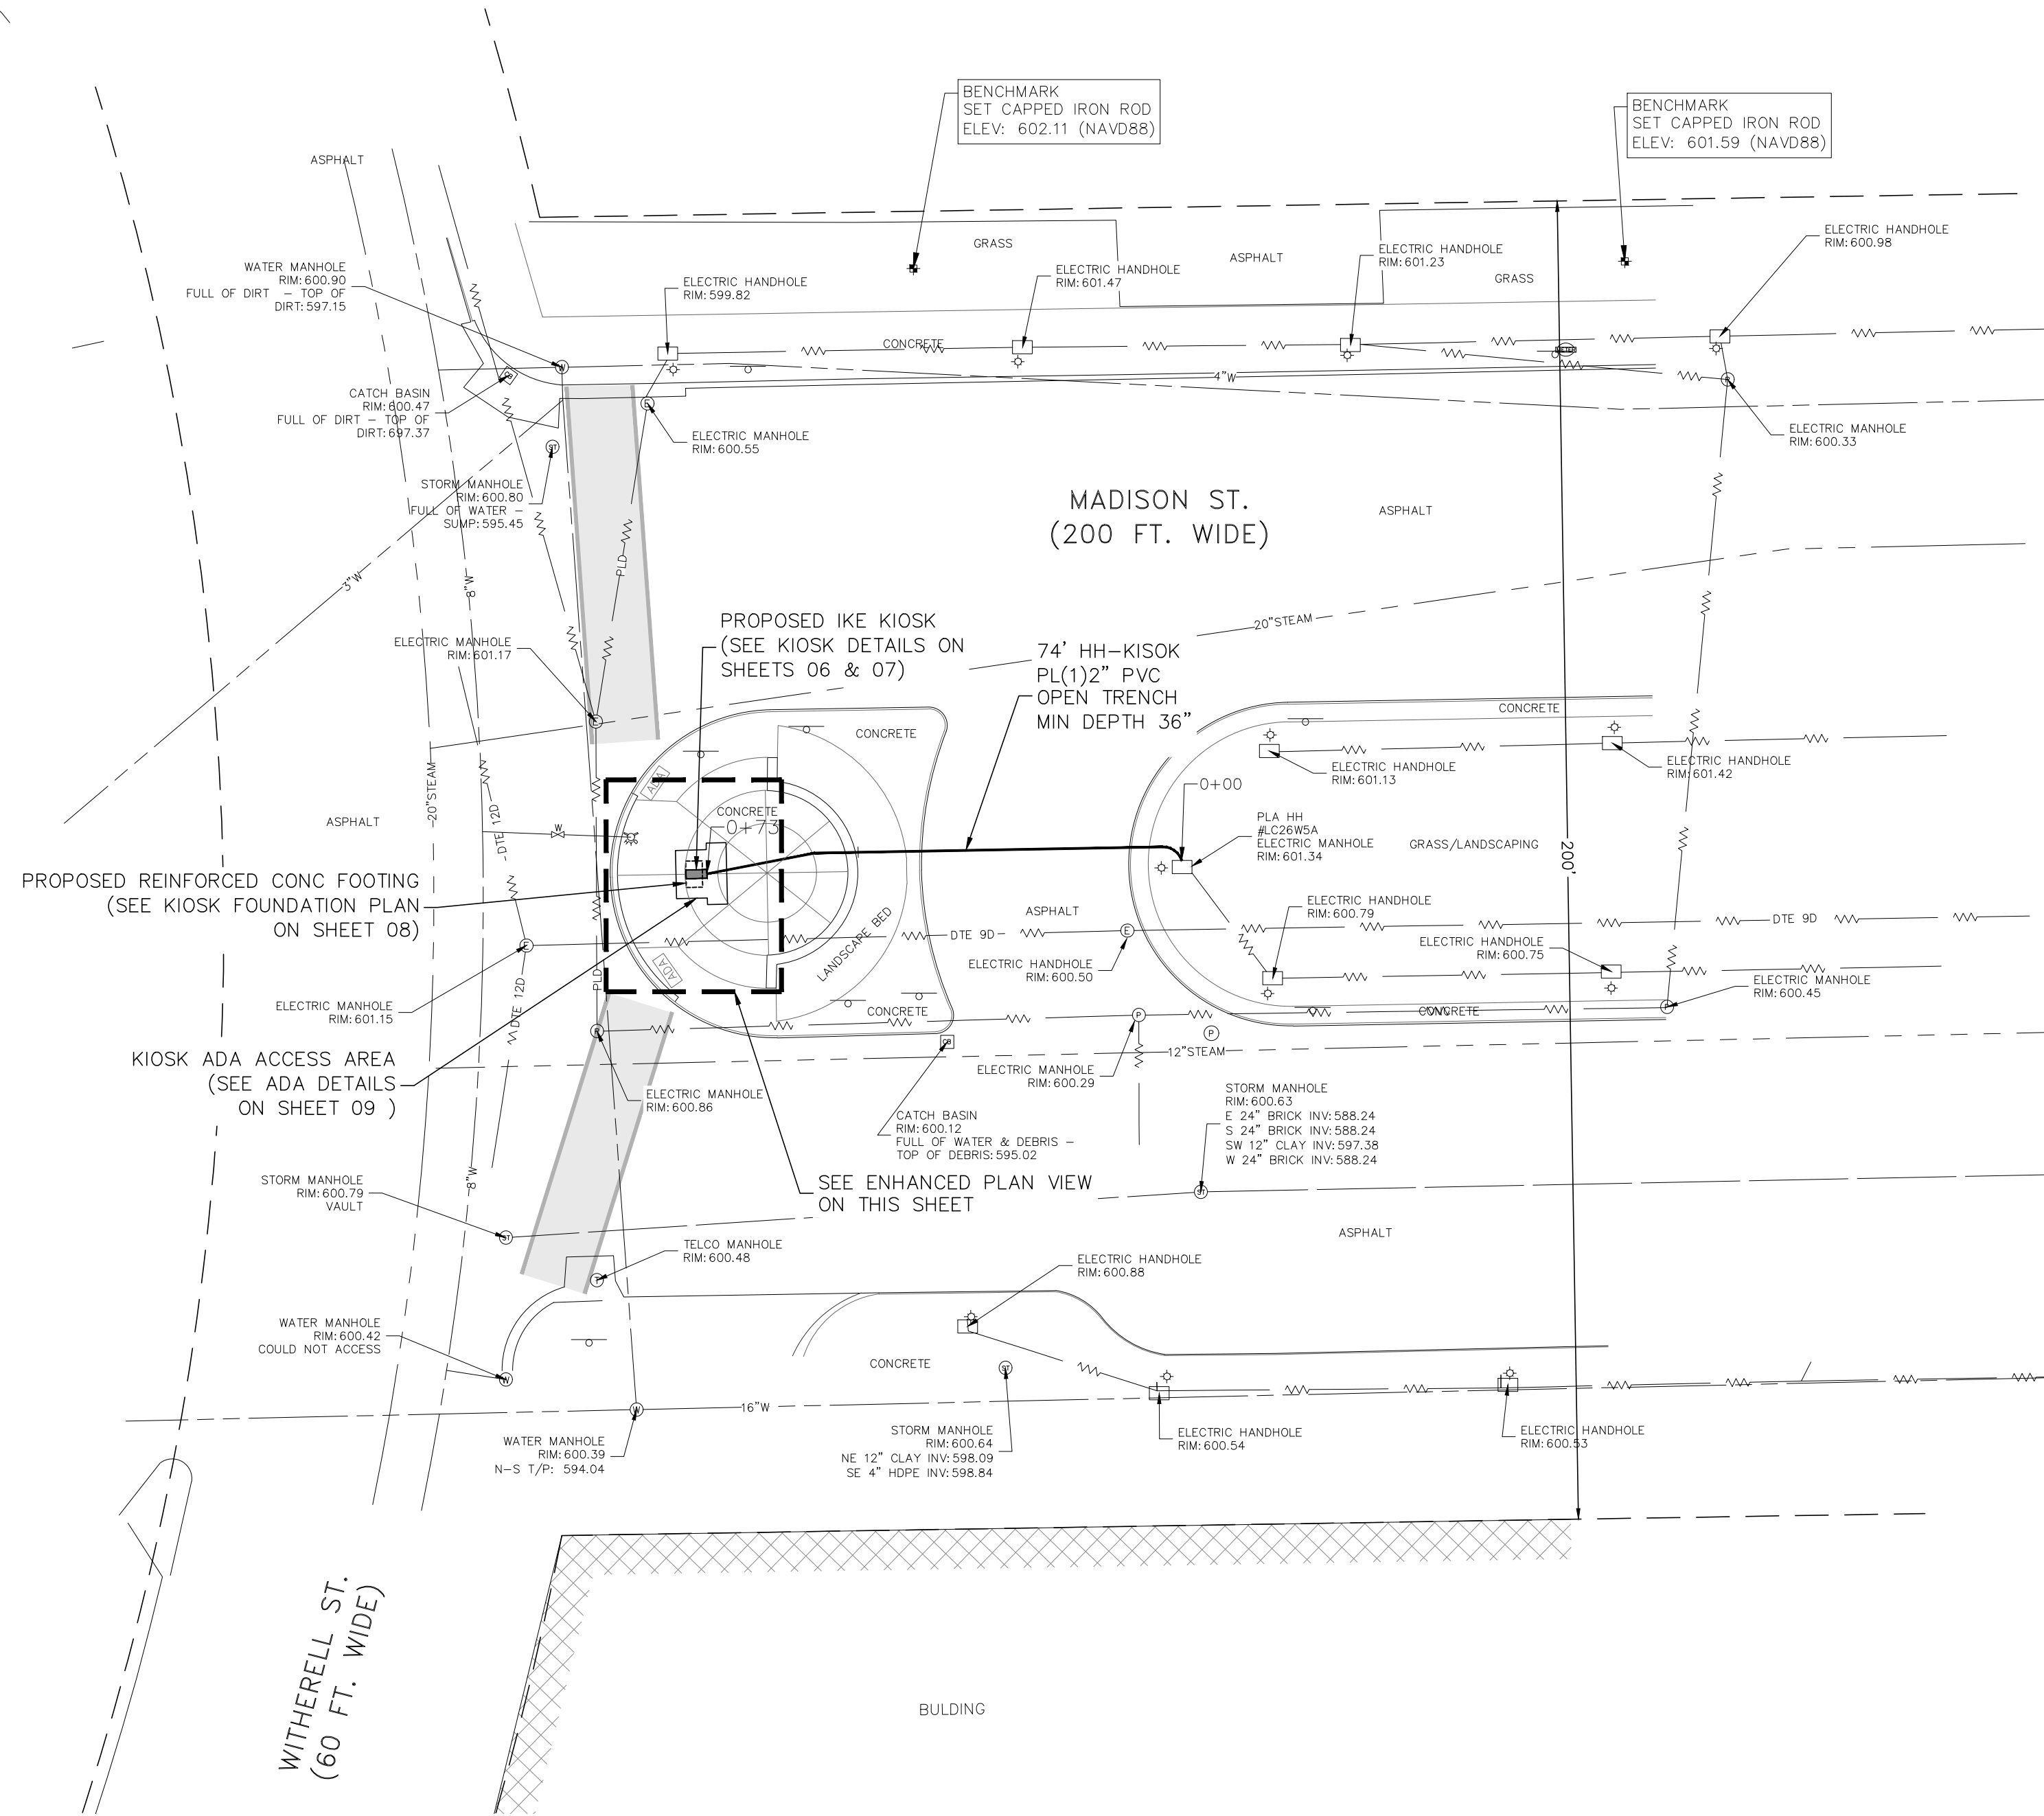 BENCHMARK
SET CAPPED IRON ROD
ELEV: 602.11 (NAVD88)
BENCHMARK
SET CAPPED IRON ROD
ELEV: 601.59 (NAVD88)
ASPHALT
GRASS
ASPHALT
GRASS
ELECTRIC HANDHOLE
RIM:600.98
ELECTRIC HANDHOLE
RIM:601.23
ELECTRIC HANDHOLE
RIM:601.47
ELECTRIC HANDHOLE
RIM:599.82
WATER MANHOLE
RIM:600.90
FULL OF DIRT - TOP OF
DIRT:597.15
CONCRETE
W
CB
METER
4"W
P
CATCH BASIN
RIM:600.47
FULL OF DIRT - TOP OF
DIRT:697.37
E
ST
ELECTRIC MANHOLE
RIM:600.55
ELECTRIC MANHOLE
RIM:600.33
STORM MANHOLE
RIM:600.80
FULL OF WATER -
SUMP:595.45
MADISON ST.
(200 FT. WIDE)
ASPHALT
3"W
8"W
PLD
20"STEAM
PROPOSED IKE KIOSK
(SEE KIOSK DETAILS ON
SHEETS 06 & 07)
ELECTRIC MANHOLE
RIM:601.17
E
74' HH-KISOK
PL(1)2" PVC
OPEN TRENCH
MIN DEPTH 36"
CONCRETE
CONCRETE
ELECTRIC HANDHOLE
RIM:601.13
ELECTRIC HANDHOLE
RIM:601.42
20"STEAM
DTE 12D
ADA
0+00
ASPHALT
W
CONCRETE
0+73
PLA HH
#LC26W5A
ELECTRIC MANHOLE
RIM:601.34
GRASS/LANDSCAPING
200'
PROPOSED REINFORCED CONC FOOTING
(SEE KIOSK FOUNDATION PLAN
ON SHEET 08)
ASPHALT
ELECTRIC HANDHOLE
RIM:600.79
DTE 9D
DTE 9D
E
E
LANDSCAPE BED
ELECTRIC HANDHOLE
RIM:600.50
ELECTRIC HANDHOLE
RIM:600.75
PLD
ADA
DTE 12D
ELECTRIC MANHOLE
RIM:601.15
CONCRETE
CONCRETE
ELECTRIC MANHOLE
RIM:600.45
P
P
P
P
CB
12"STEAM
KIOSK ADA ACCESS AREA
(SEE ADA DETAILS
ON SHEET 09 )
ELECTRIC MANHOLE
RIM:600.29
ELECTRIC MANHOLE
RIM:600.86
CATCH BASIN
RIM:600.12
FULL OF WATER & DEBRIS -
TOP OF DEBRIS:595.02
STORM MANHOLE
RIM:600.63
E 24" BRICK INV:588.24
S 24" BRICK INV:588.24
SW 12" CLAY INV:597.38
W 24" BRICK INV:588.24
8"W
SEE ENHANCED PLAN VIEW
ON THIS SHEET
STORM MANHOLE
RIM:600.79
VAULT
ST
ST
ASPHALT
TELCO MANHOLE
RIM:600.48
T
ELECTRIC HANDHOLE
RIM:600.88
WATER MANHOLE
RIM:600.42
COULD NOT ACCESS
W
CONCRETE
ST
16"W
W
WATER MANHOLE
RIM:600.39
N-S T/P: 594.04
STORM MANHOLE
RIM:600.64
NE 12" CLAY INV:598.09
SE 4" HDPE INV:598.84
ELECTRIC HANDHOLE
RIM:600.54
ELECTRIC HANDHOLE
RIM:600.53
WITHERELL ST.
(60 FT. WIDE)
BULDING